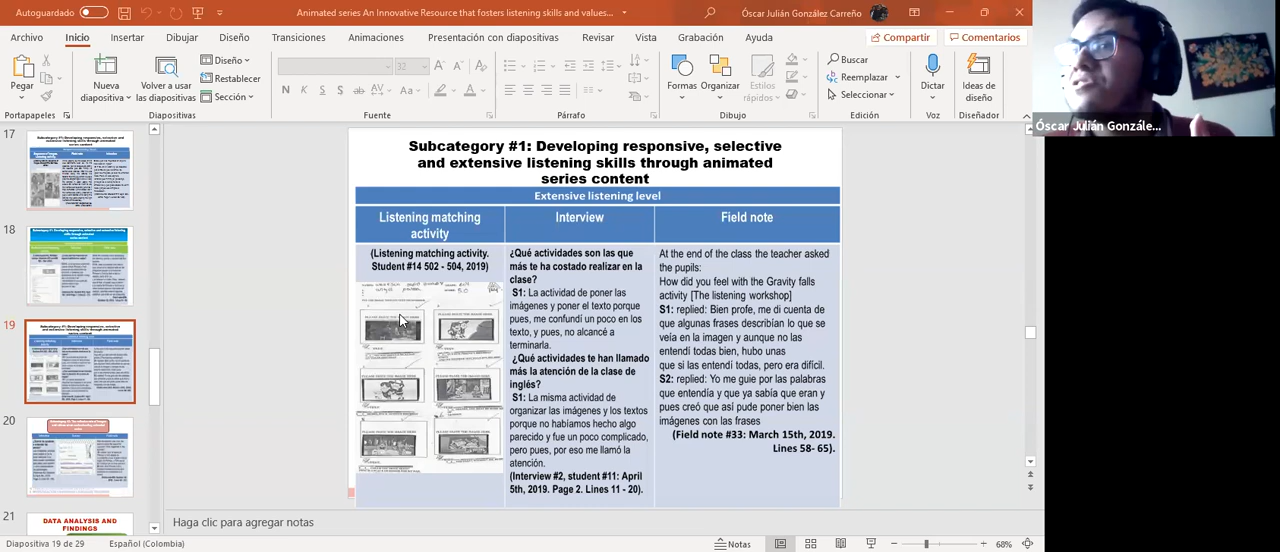 Autoguardado
Animated series An Innovative Resource that fosters listening skills and values...
Óscar Julián González Carreño
Archivo Inicio Insertar Dibujar Diseño Transiciones Animaciones Presentación con diapositivas Revisar Vista Grabación Ayuda
Compartir Comentarios
Pegar
Nueva diapositiva
Volver a usar las diapositivas
Diseño
Restablecer
Sección
32
Formas
Organizar
Estilos rápidos
Buscar
Reemplazar
Seleccionar
Dictar
Ideas de diseño
Portapapeles Diapositivas Fuente Párrafo Dibujo Edición Voz Diseñador
Óscar Julián Gonzále...
17
18
19
20
21
DATA ANALYSIS AND
FINDINGS
Subcategory #1: Developing responsive, selective
and extensive listening skills through animated
series content
Extensive listening level
Listening matching
activity
(Listening matching activity.
Student #14 502 - 504, 2019)
Interview
Qué actividades son las que
más te ha costado realizar en la
clase?
S1: La actividad de poner las
imágenes y poner el texto porque
pues, me confundí un poco en los
texto, y pues, no alcancé a
terminarla.
Qué actividades te han llamado
la atención de la clase de
inglés?
S1: La misma actividad de
organizar las imágenes y los textos
porque no habíamos hecho algo
parecido y fue un poco complicado,
pero pues, por eso me llamó la
atención.
(Interview #2, student #11: April
5th, 2019. Page 2. Lines 11 - 20).
Field note
At the end of the class the teacher asked
the pupils:
How did you feel with the Gravity falls
activity [The listening workshop]
S1: replied: Bien profe, me di cuenta de
que algunas frases describían lo que se
veía en la imagen y aunque no las
entendí todas bien, hubo unas
que si las entendí todas, pero era difícil.
S2: replied: Yo me guie por las palabras
que entendía y que ya sabía que eran y
pues creó que así pude poner bien las
imágenes con las frases
(Field note #33: March 15th, 2019.
Lines 58- 65).
Haga clic para agregar notas
Diapositiva 19 de 29 Español (Colombia) Notas 68%